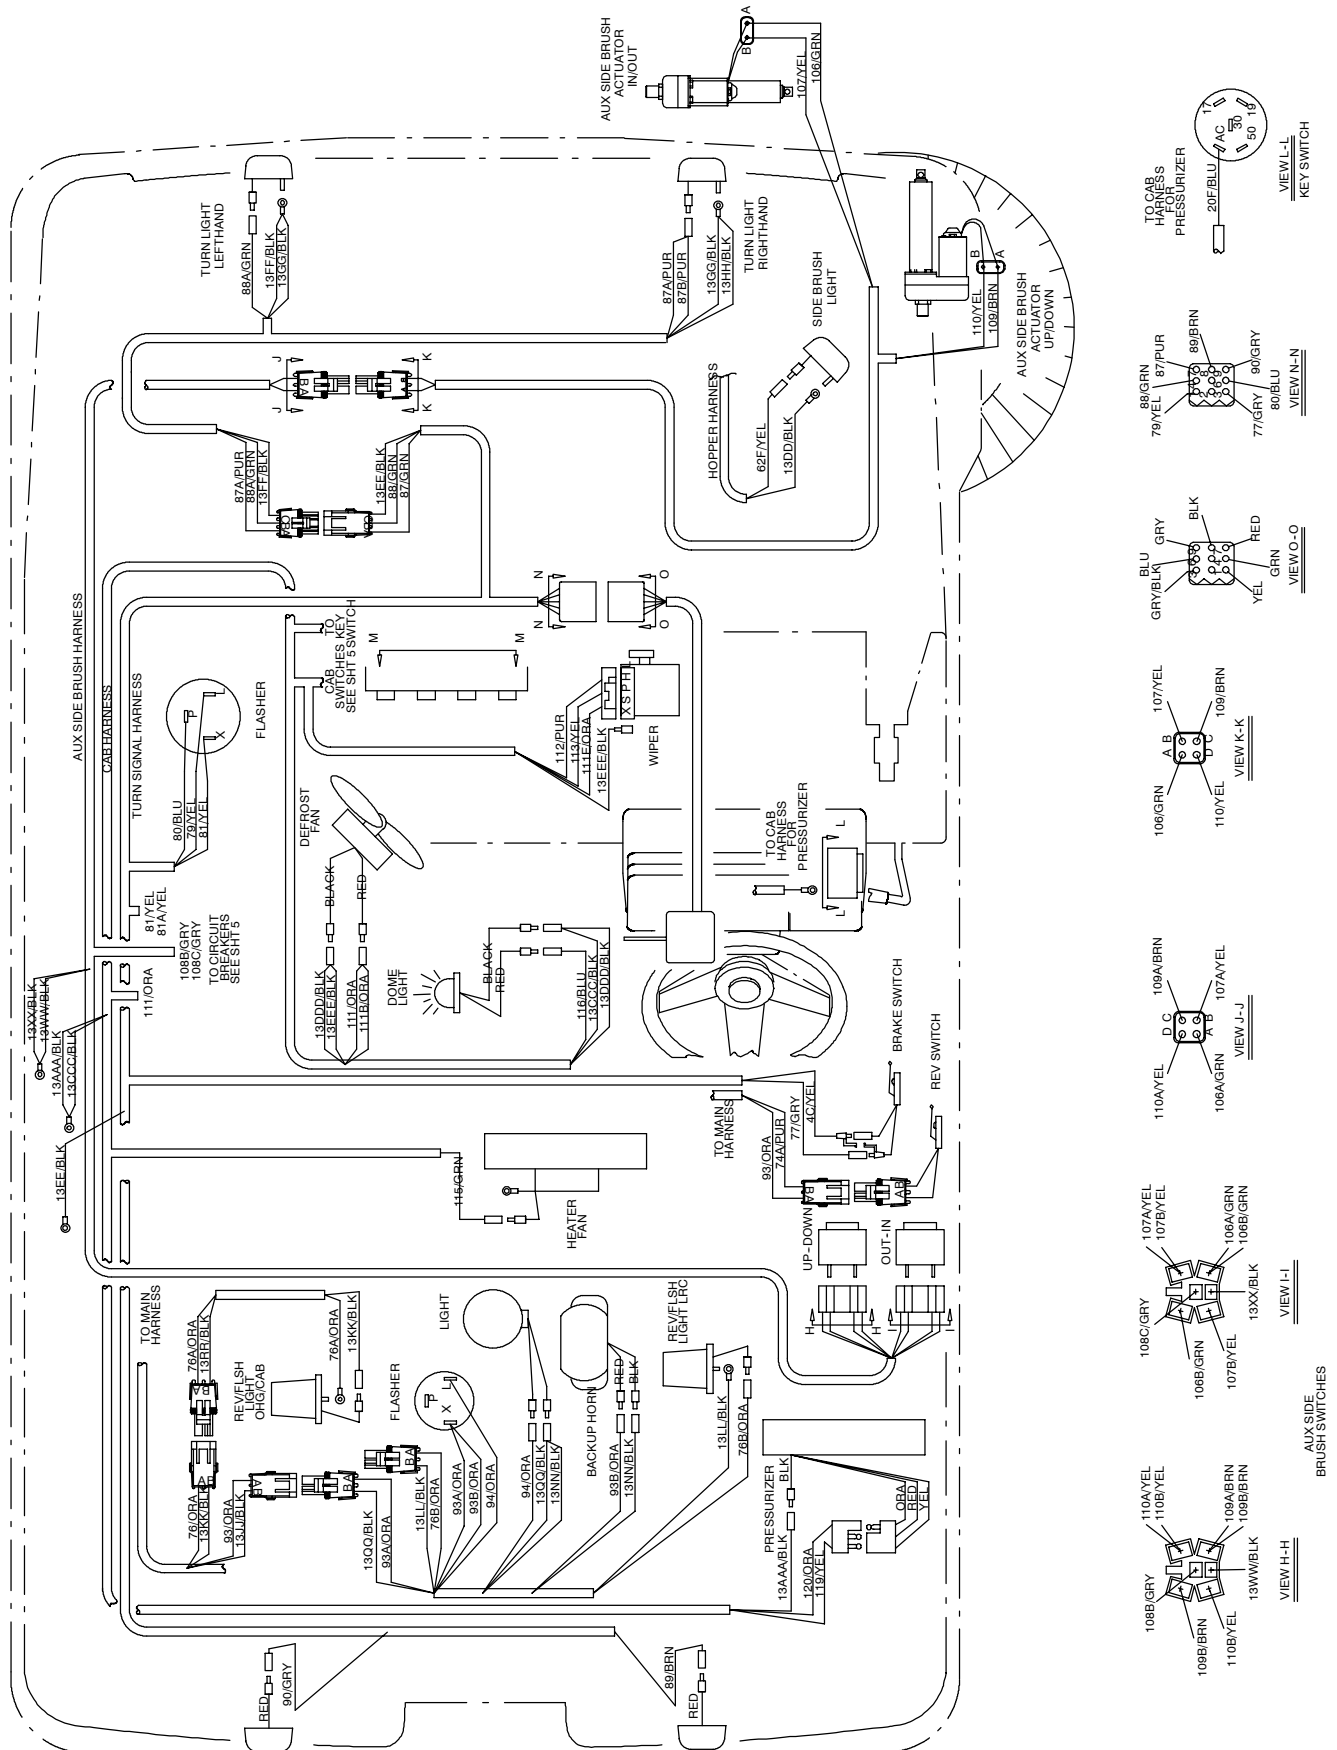 AUX SIDE BRUSH
ACTUATOR
IN/OUT
A
B
107/YEL
106/GRN
TURN LIGHT
LEFTHAND
88A/GRN
13FF/BLK
13GG/BLK
TURN LIGHT
RIGHTHAND
87A/PUR
87B/PUR
13GG/BLK
13HH/BLK
SIDE BRUSH
LIGHT
HOPPER HARNESS
62F/YEL
13DD/BLK
B
A
110/YEL
109/BRN
AUX SIDE BRUSH
ACTUATOR
UP/DOWN
J
J
K
K
B A
87A/PUR
88A/GRN
13FF/BLK
CBA
13EE/BLK
88/GRN
87/GRN
AUX SIDE BRUSH HARNESS
CAB HARNESS
TURN SIGNAL HARNESS
P
L
X
FLASHER
80/BLU
79/YEL
81/YEL
81/YEL
81A/YEL
108B/GRY
108C/GRY
TO CIRCUIT
BREAKERS
SEE SHT 5
111/ORA
13XX/BLK
13WW/BLK
13AAA/BLK
13CCC/BLK
13EE/BLK
CAB TO
SWITCHES KEY
SEE SHT 5 SWITCH
M
M
N
N
O
O
X S P H L
112/PUR
113/YEL
111E/ORA
13EEE/BLK
WIPER
DEFROST
FAN
BLACK
RED
13DDD/BLK
13EEE/BLK
111/ORA
111B/ORA
DOME
LIGHT
BLACK
RED
116/BLU
13CCC/BLK
13DDD/BLK
TO CAB
HARNESS
FOR
PRESSURIZER
L
L
BRAKE SWITCH
REV SWITCH
TO MAIN
HARNESS
93/ORA
74A/PUR
77/GRY
4C/YEL
BA
AB
115/GRN
HEATER
FAN
UP-DOWN
OUT-IN
H
H
I
I
TO MAIN
HARNESS
76A/ORA
13RR/BLK
B A
REV/FLSH
LIGHT
OHG/CAB
76A/ORA
13KK/BLK
A B
76/ORA
13KK/BLK
93/ORA
13JJ/BLK
AB
BA
13QQ/BLK
93A/ORA
FLASHER
P
X
L
BA
13LL/BLK
76B/ORA
93A/ORA
93B/ORA
94/ORA
LIGHT
94/ORA
13QQ/BLK
13NN/BLK
BACKUP HORN
RED
BLK
93B/ORA
13NN/BLK
REV/FLSH
LIGHT LRC
13LL/BLK
76B/ORA
PRESSURIZER
BLK
13AAA/BLK
120/ORA
119/YEL
ORA
RED
YEL
RED
90/GRY
89/BRN
RED
TO CAB
HARNESS
FOR
PRESSURIZER
20F/BLU
AC
17
30
50
19
VIEW L-L
KEY SWITCH
79/YEL
88/GRN
87/PUR
89/BRN
77/GRY
80/BLU
90/GRY
VIEW N-N
GRY/BLK
BLU
GRY
BLK
YEL
GRN
RED
VIEW O-O
106/GRN
A B
107/YEL
110/YEL
D C
109/BRN
VIEW K-K
110A/YEL
D C
109A/BRN
106A/GRN
A B
107A/YEL
VIEW J-J
108C/GRY
107A/YEL
107B/YEL
106B/GRN
107B/YEL
106A/GRN
106B/GRN
13XX/BLK
VIEW I-I
AUX SIDE
BRUSH SWITCHES
108B/GRY
110A/YEL
110B/YEL
109B/BRN
110B/YEL
109A/BRN
109B/BRN
13WW/BLK
VIEW H-H